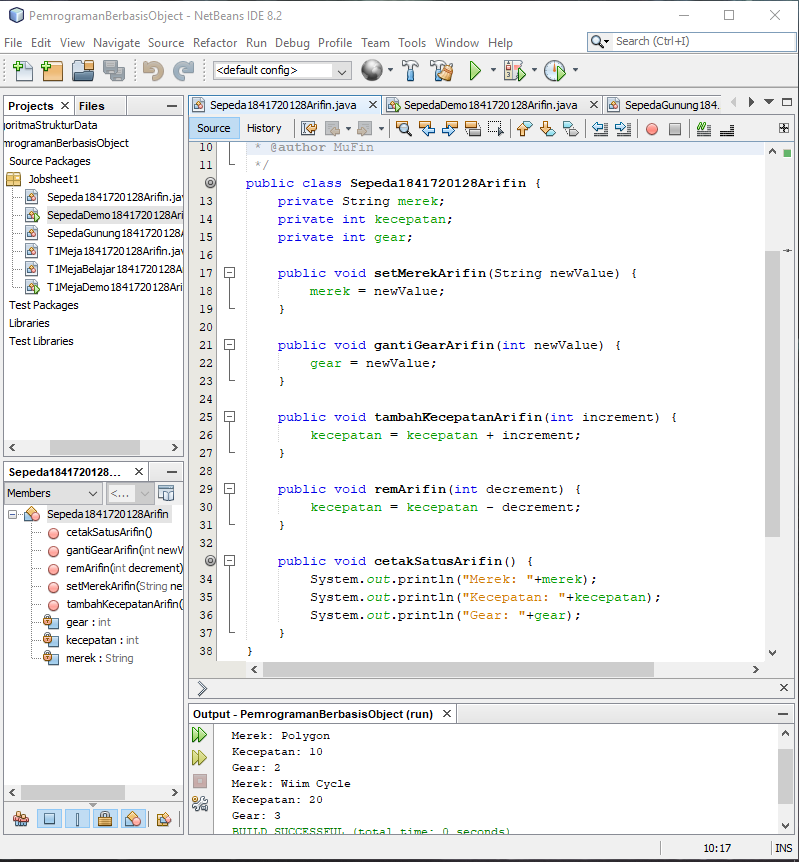 PemrogramanBerbasisObject - NetBeans IDE 8.2
File Edit View Navigate Source Refactor Run Debug Profile Team Tools Window Help
Search (Ctrl+I)
<default config>
Projects Files
goritmaStrukturData
mrogramanBerbasisObject
Source Packages
Jobsheet1
Sepeda1841720128Arifin.jav
SepedaDemo1841720128Ari
SepedaGunung1841720128A
T1Meja1841720128Arifin.jav
T1MejaBelajar1841720128A
T1MejaDemo1841720128Ari
Test Packages
Libraries
Test Libraries
Sepeda1841720128...
Members <...
Sepeda1841720128Arifin
cetakSatusArifin()
gantiGearArifin(int newV
remArifin(int decrement)
setMerekArifin(String ne
tambahKecepatanArifin(
gear : int
kecepatan : int
merek : String
Sepeda1841720128Arifin.java SepedaDemo1841720128Arifin.java SepedaGunung184.
Source History
10 * @author MuFin
11 */
public class Sepeda1841720128Arifin {
13 private String merek;
14 private int kecepatan;
15 private int gear;
16
17 public void setMerekArifin(String newValue) {
18 merek = newValue;
19 }
20
21 public void gantiGearArifin(int newValue) {
22 gear = newValue;
23 }
24
25 public void tambahKecepatanArifin(int increment) {
26 kecepatan = kecepatan + increment;
27 }
28
29 public void remArifin(int decrement) {
30 kecepatan = kecepatan - decrement;
31 }
32
public void cetakSatusArifin() {
34 System.out.println("Merek: "+merek);
35 System.out.println("Kecepatan: "+kecepatan);
36 System.out.println("Gear: "+gear);
37 }
38 }
Output - PemrogramanBerbasisObject (run)
Merek: Polygon
Kecepatan: 10
Gear: 2
Merek: Wiim Cycle
Kecepatan: 20
Gear: 3
BUILD SUCCESSFUL (total time: 0 seconds)
10:17 INS